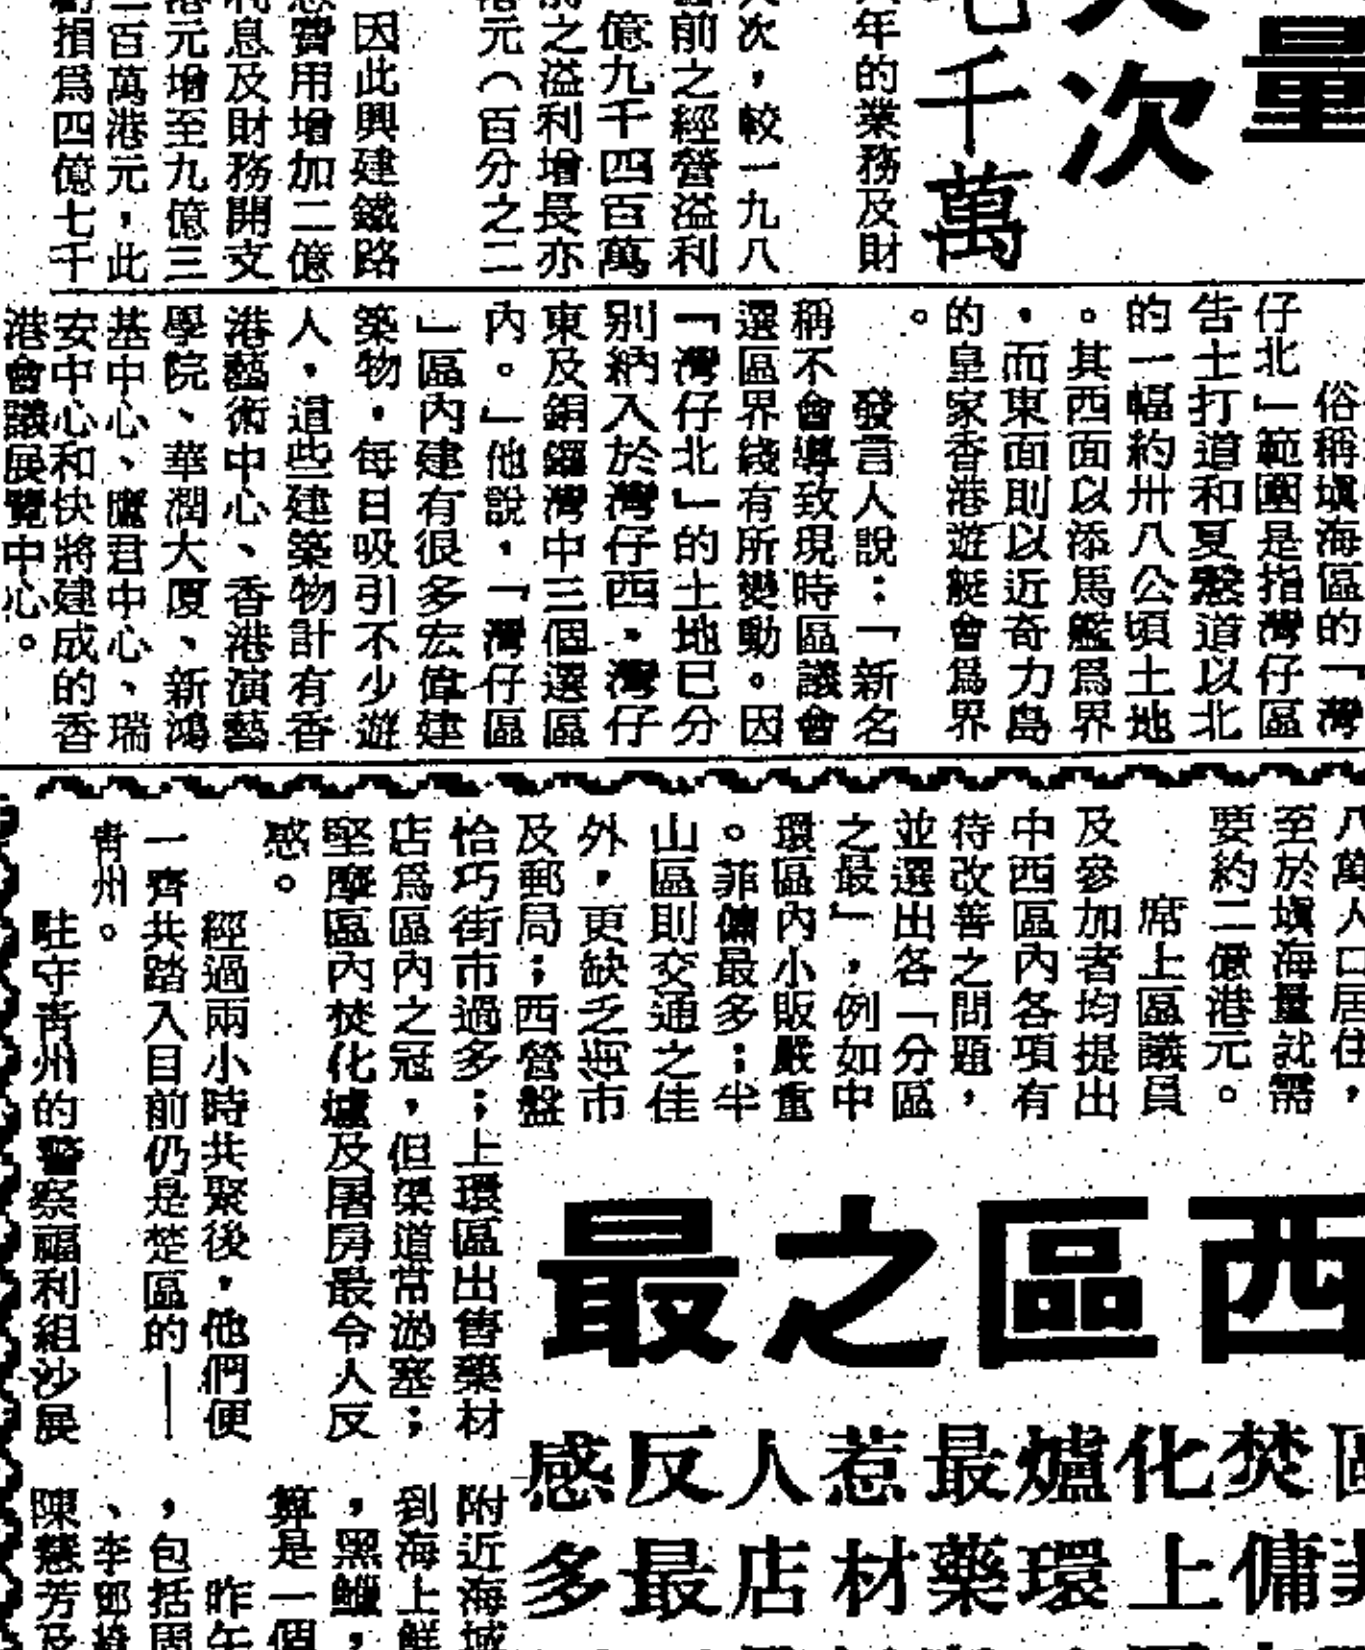 量
次
七千萬
年的業務及財
次，較一九八
前之經營溢利
億九千四百萬
之溢利增長亦
港元（百分之二
因此興建鐵路
費用增加二億
利息及財務開支
港元增至九億三
二百萬港元，此
虧損爲四億七千
俗稱填海區的「灣
仔北」範圍是指灣仔區
告士打道和夏慤道以北
的一幅約卅八公頃土地
。其西面以添馬艦爲界
，而東面則以近奇力島
的皇家香港遊艇會爲界
。
發言人說：「新名
稱不會導致現時區議會
選區界綫有所變動。因
『灣仔北」的土地已分
別納入於灣仔西，灣仔
東及銅鑼灣中三個選區
內。」他說，「灣仔區
」區內建有很多宏偉建
築物，每日吸引不少遊
人，這些建築物計有香
港藝術中心、香港演藝
學院、華潤大厦、新鴻
基中心、鷹君中心、瑞
安中心和快將建成的香
港會議展覽中心。
八萬人口居住，
至於填海量就需
要約二億港元。
席上區議員
及參加者均提出
中西區內各項有
待改善之問題，
並選出各「分區
之最」，例如中
環區內小販嚴重
。菲傭最多；半
山區則交通之佳
外，更缺乏街市
及郵局；西營盤
恰巧街市過多；上環區出售藥材
店爲區內之冠，但渠道常淤塞；
堅摩區內焚化爐及屠房最令人反
感。
經過兩小時共聚後，他們便
一齊共踏入目前仍是楚區的——
青州。
駐守青州的警察福利組沙展
西區之最
焚化爐最惹人反感
傭上環藥材店最多
附近海域
到海上鮮
，黑鱲，
算是一個
昨午
，包括周
、李鄧
陳慧芳及